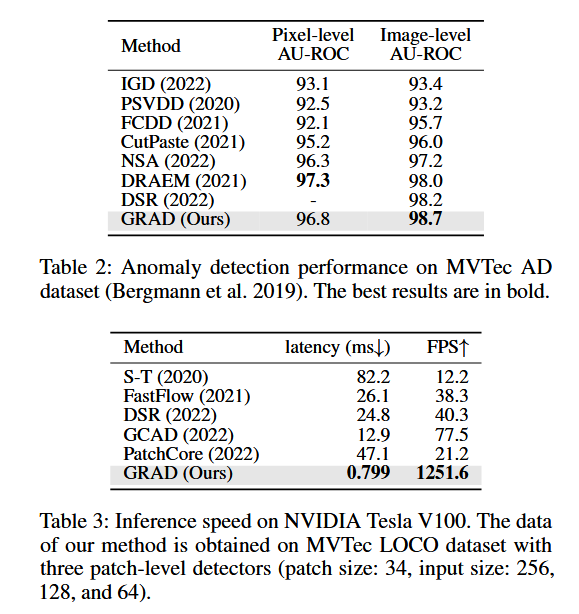 Method Pixel-level AU-ROC Image-level AU-ROC
IGD (2022) 93.1 93.4
PSVDD (2020) 92.5 93.2
FCDD (2021) 92.1 95.7
CutPaste (2021) 95.2 96.0
NSA (2022) 96.3 97.2
DRAEM (2021) 97.3 98.0
DSR (2022) - 98.2
GRAD (Ours) 96.8 98.7
Table 2: Anomaly detection performance on MVTec AD
dataset (Bergmann et al. 2019). The best results are in bold.
Method latency (ms↓) FPS↑
S-T (2020) 82.2 12.2
FastFlow (2021) 26.1 38.3
DSR (2022) 24.8 40.3
GCAD (2022) 12.9 77.5
PatchCore (2022) 47.1 21.2
GRAD (Ours) 0.799 1251.6
Table 3: Inference speed on NVIDIA Tesla V100. The data
of our method is obtained on MVTec LOCO dataset with
three patch-level detectors (patch size: 34, input size: 256,
128, and 64).